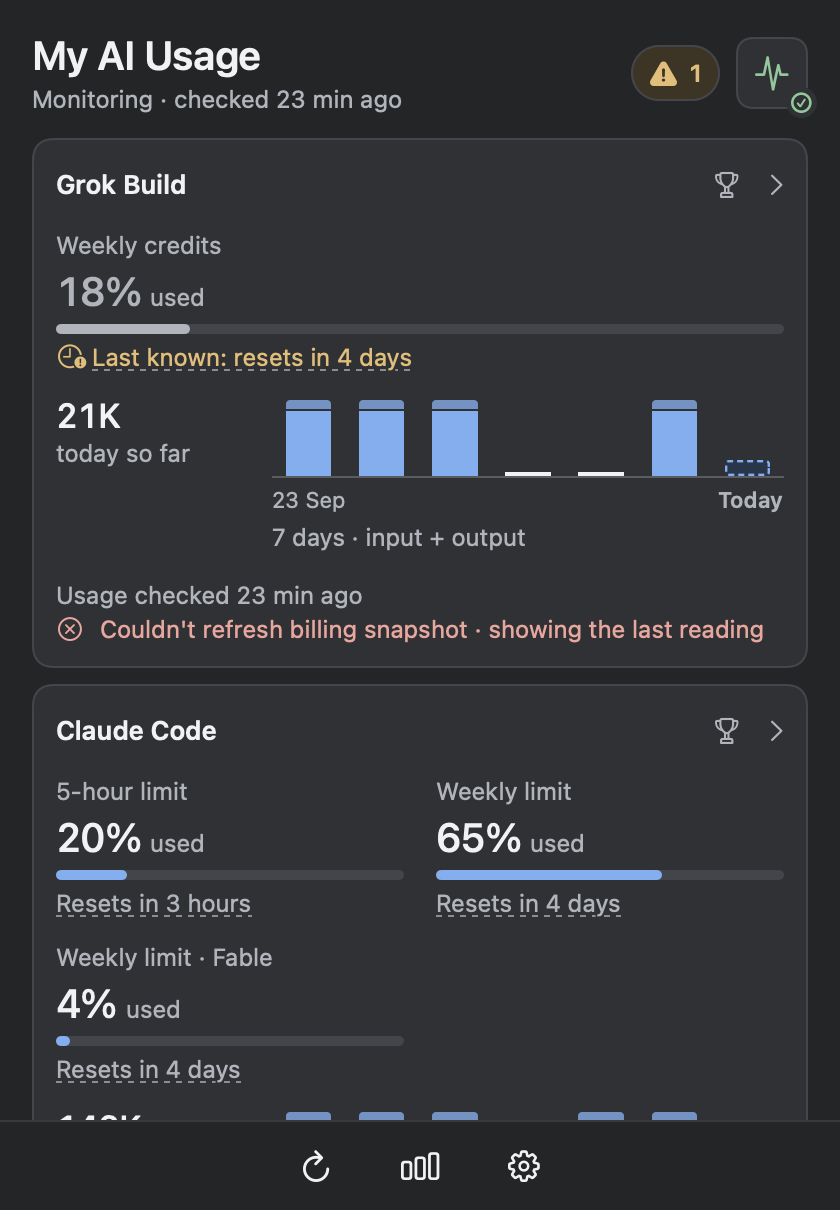 My AI Usage
Monitoring · checked 23 min ago
1
Grok Build
Weekly credits
18% used
Last known: resets in 4 days
21K
today so far
23 Sep
Today
7 days · input + output
Usage checked 23 min ago
Couldn't refresh billing snapshot · showing the last reading
Claude Code
5-hour limit
Weekly limit
20% used
65% used
Resets in 3 hours
Resets in 4 days
Weekly limit · Fable
4% used
Resets in 4 days